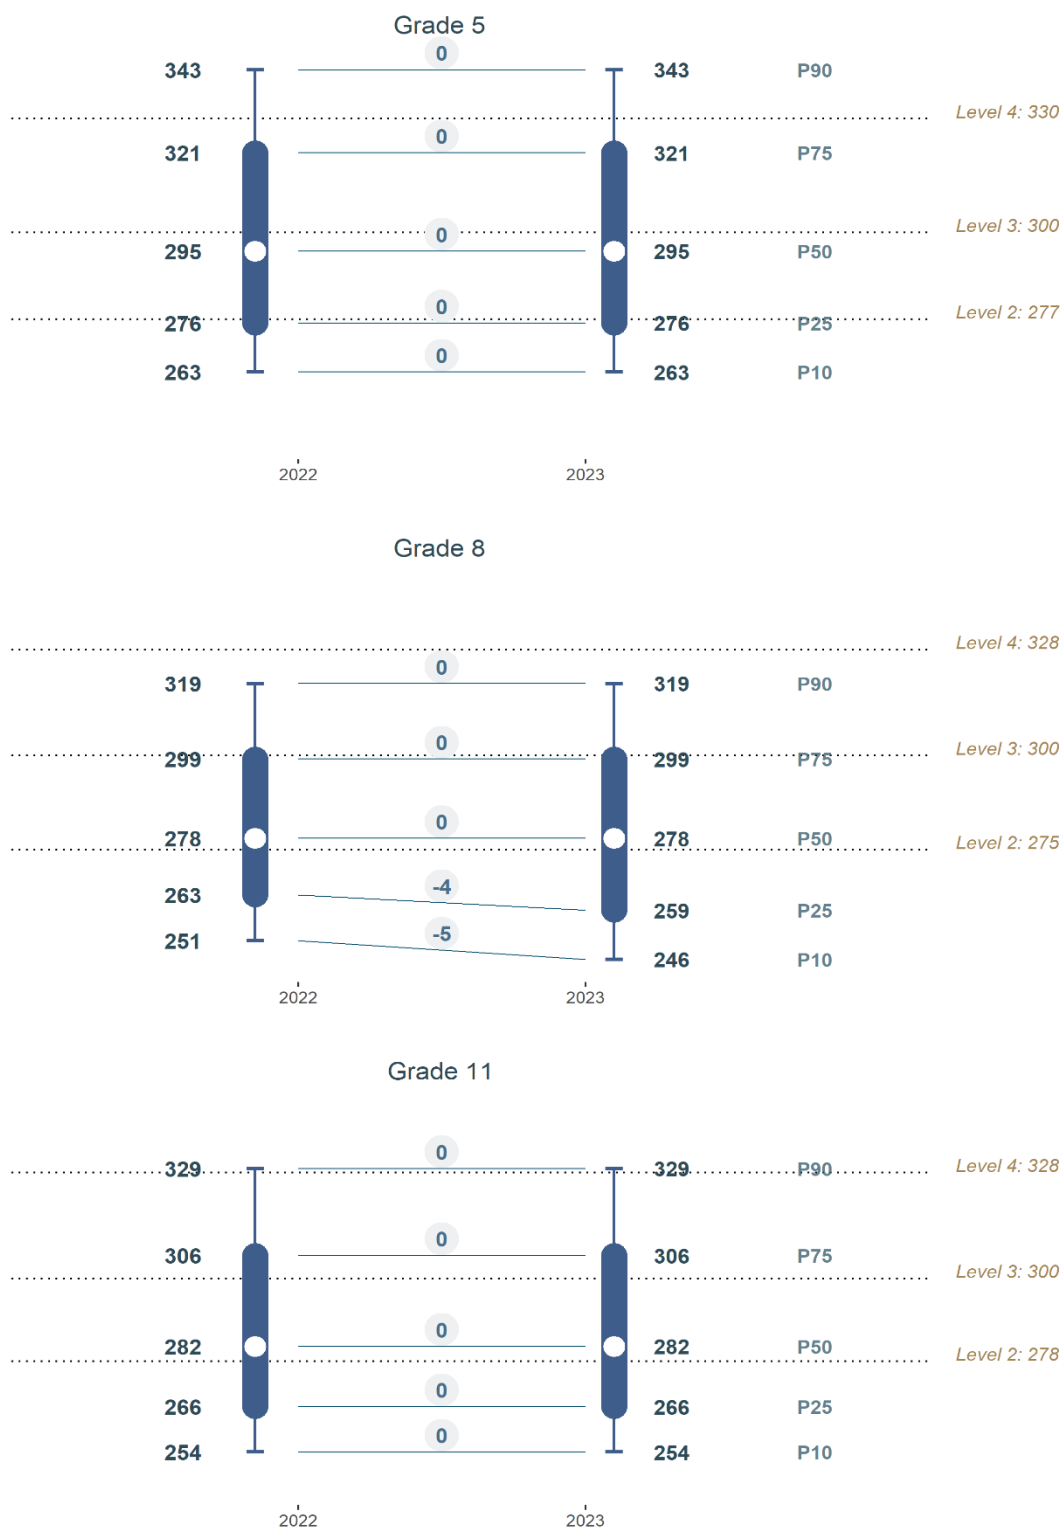 Grade 5
0
343 343 P90
Level 4: 330
0
321 321 P75
Level 3: 300
0
295 295 P50
Level 2: 277
0
276 276 P25
0
263 263 P10
2022 2023
Grade 8
Level 4: 328
0
319 319 P90
0
Level 3: 300
299 299 P75
0
278 278 P50
Level 2: 275
-4
263 259 P25
-5
251 246 P10
2022 2023
Grade 11
0
Level 4: 328
329 329 P90
0
306 306 P75
Level 3: 300
0
282 282 P50
Level 2: 278
0
266 266 P25
0
254 254 P10
2022 2023